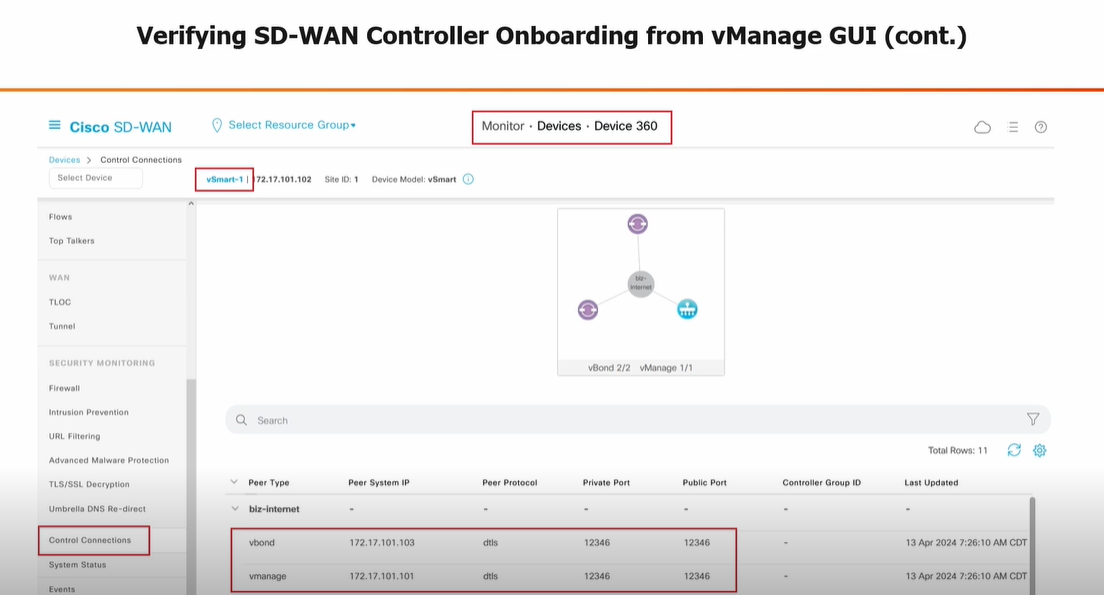 Verifying SD-WAN Controller Onboarding from vManage GUI (cont.)
Cisco SD-WAN
Select Resource Group▾
Monitor · Devices · Device 360
Devices > Control Connections
Select Device
vSmart-1 | 172.17.101.102 Site ID: 1 Device Model: vSmart
Flows
Top Talkers
WAN
TLOC
Tunnel
SECURITY MONITORING
Firewall
Intrusion Prevention
URL Filtering
Advanced Malware Protection
TLS/SSL Decryption
Umbrella DNS Re-direct
Control Connections
System Status
Events
biz-
internet
vBond 2/2 vManage 1/1
Search
Total Rows: 11
Peer Type Peer System IP Peer Protocol Private Port Public Port Controller Group ID Last Updated
biz-internet - - - - - -
vbond 172.17.101.103 dtls 12346 12346 - 13 Apr 2024 7:26:10 AM CDT
vmanage 172.17.101.101 dtls 12346 12346 - 13 Apr 2024 7:26:10 AM CDT